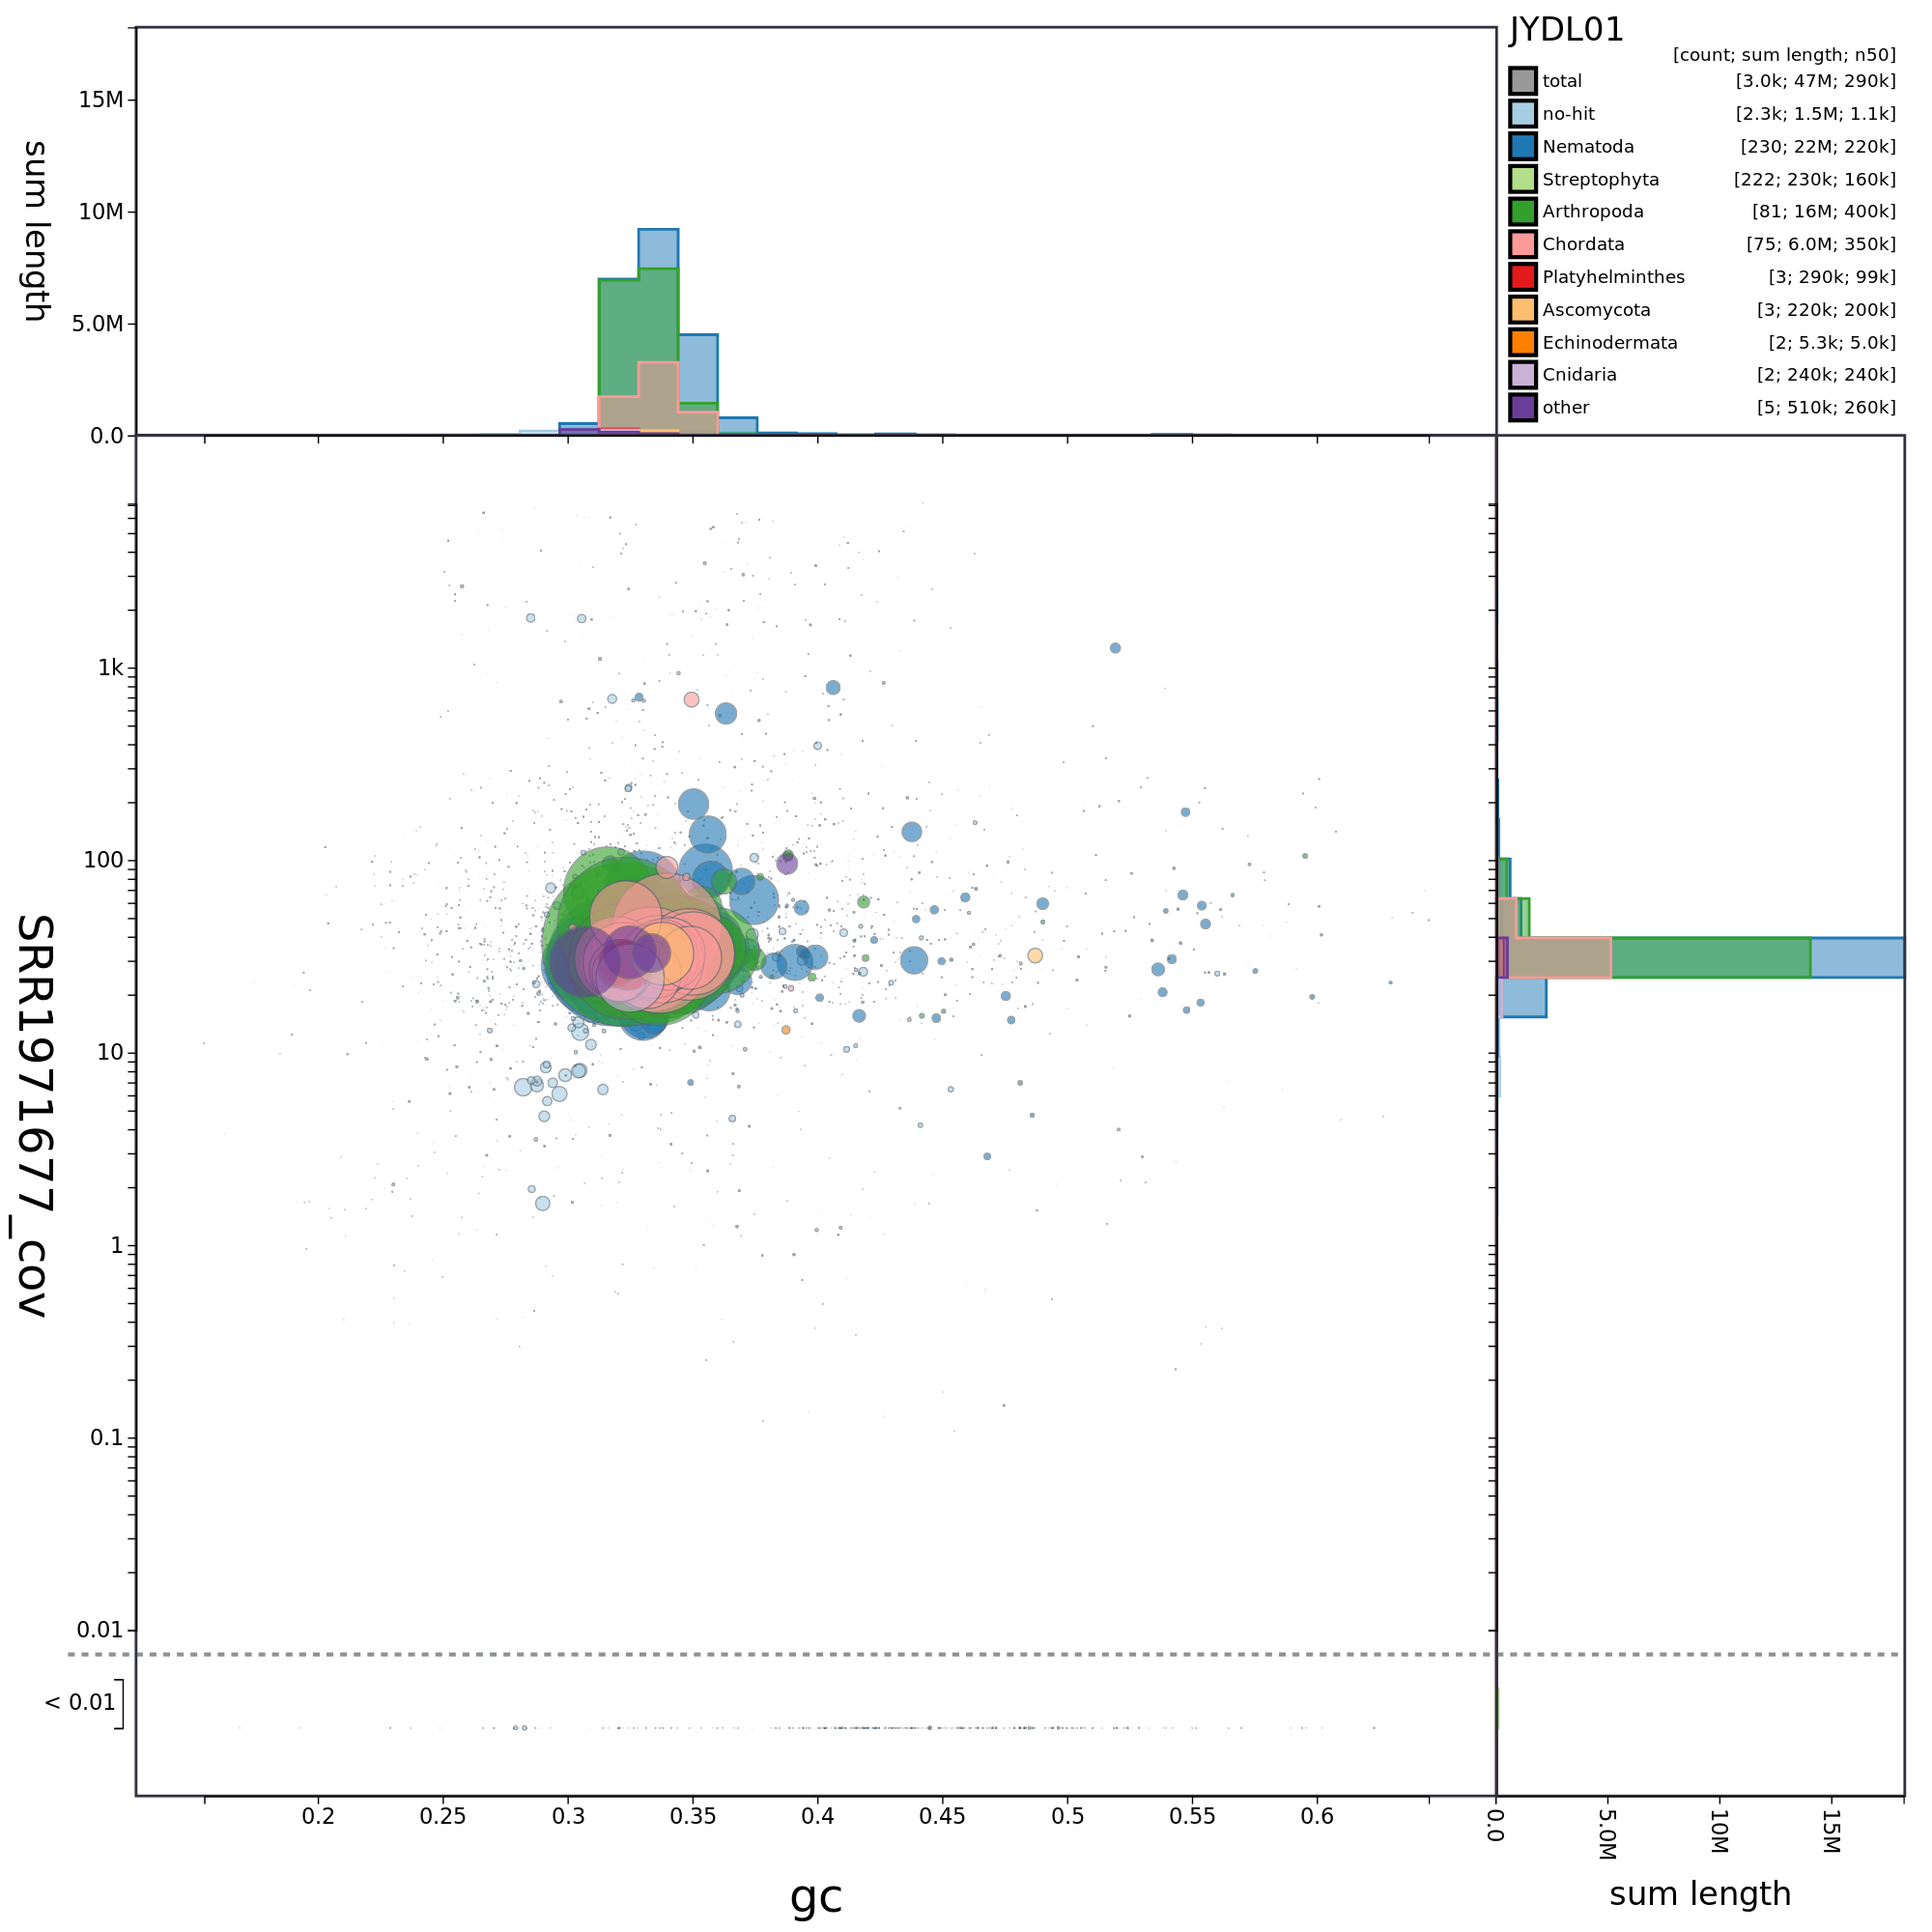 JYDL01
[count; sum length; n50]
total [3.0k; 47M; 290k]
no-hit [2.3k; 1.5M; 1.1k]
Nematoda [230; 22M; 220k]
Streptophyta [222; 230k; 160k]
Arthropoda [81; 16M; 400k]
Chordata [75; 6.0M; 350k]
Platyhelminthes [3; 290k; 99k]
Ascomycota [3; 220k; 200k]
Echinodermata [2; 5.3k; 5.0k]
Cnidaria [2; 240k; 240k]
other [5; 510k; 260k]
sum length
15M
10M
5.0M
0.0
SRR1971677_cov
1k
100
10
1
0.1
0.01
< 0.01
0.2 0.25 0.3 0.35 0.4 0.45 0.5 0.55 0.6
gc
0.0 5.0M 10M 15M
sum length